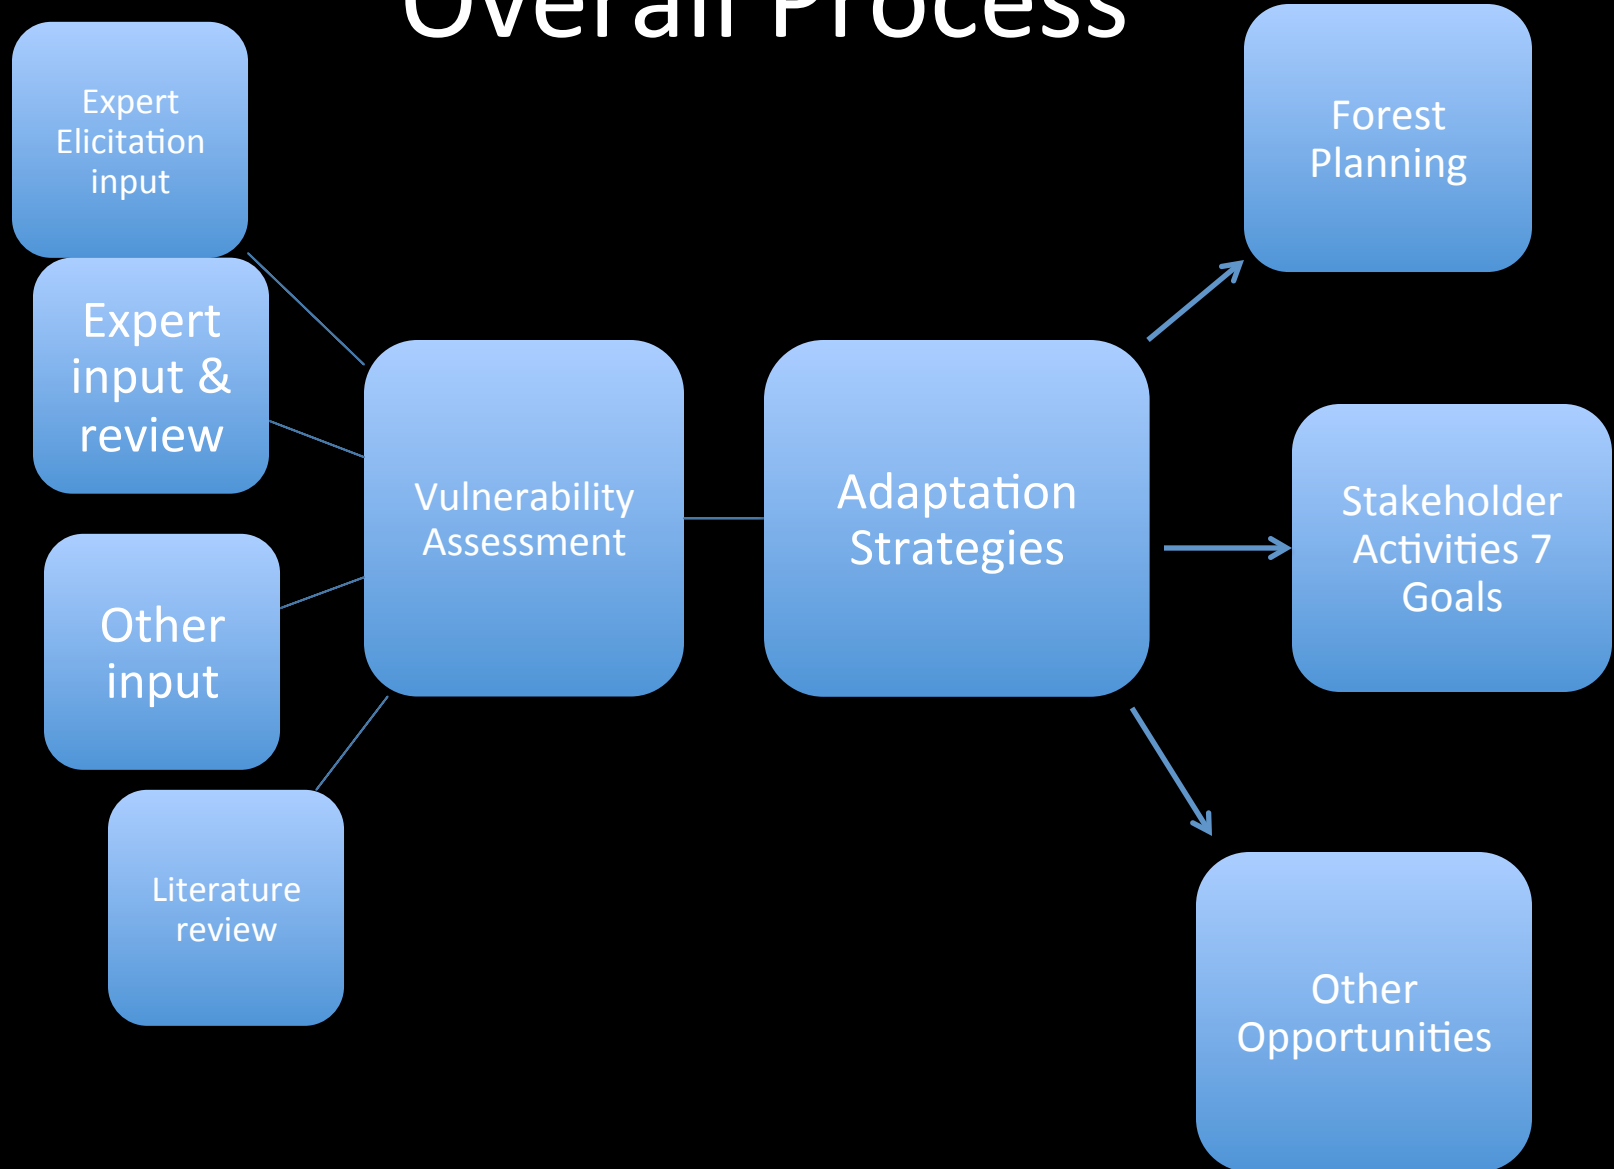 Overall Process
Expert
Elicitation
input
Expert
input &
review
Other
input
Literature
review
Vulnerability
Assessment
Adaptation
Strategies
Forest
Planning
Stakeholder
Activities 7
Goals
Other
Opportunities